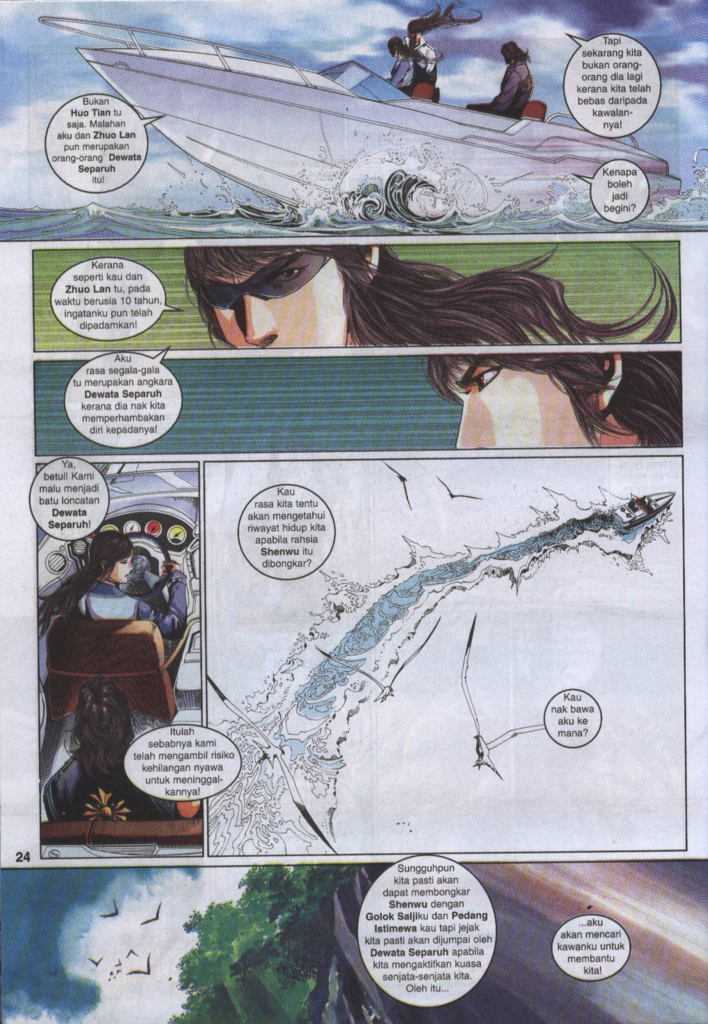 Bukan
Huo Tian tu
saja. Malahan
aku dan Zhuo Lan
pun merupakan
orang-orang Dewata
Separuh
itu!
Tapi
sekarang kita
bukan orang-
orang dia lagi
kerana kita telah
bebas daripada
kawalan-
nya!
Kenapa
boleh
jadi
begini?
Kerana
seperti kau dan
Zhuo Lan tu, pada
waktu berusia 10 tahun,
ingatanku pun telah
dipadamkan!
Aku
rasa segala-gala
tu merupakan angkara
Dewata Separuh
kerana dia nak kita
memperhambakan
diri kepadanya!
Ya,
betul! Kami
malu menjadi
batu loncatan
Dewata
Separuh!
Itulah
sebabnya kami
telah mengambil risiko
kehilangan nyawa
untuk meninggal-
kannya!
Kau
rasa kita tentu
akan mengetahui
riwayat hidup kita
apabila rahsia
Shenwu itu
dibongkar?
Kau
nak bawa
aku ke
mana?
24
Sungguhpun
kita pasti akan
dapat membongkar
Shenwu dengan
Golok Saljiku dan Pedang
Istimewa kau tapi jejak
kita pasti akan dijumpai oleh
Dewata Separuh apabila
kita mengaktifkan kuasa
senjata-senjata kita.
Oleh itu...
...aku
akan mencari
kawanku untuk
membantu
kita!